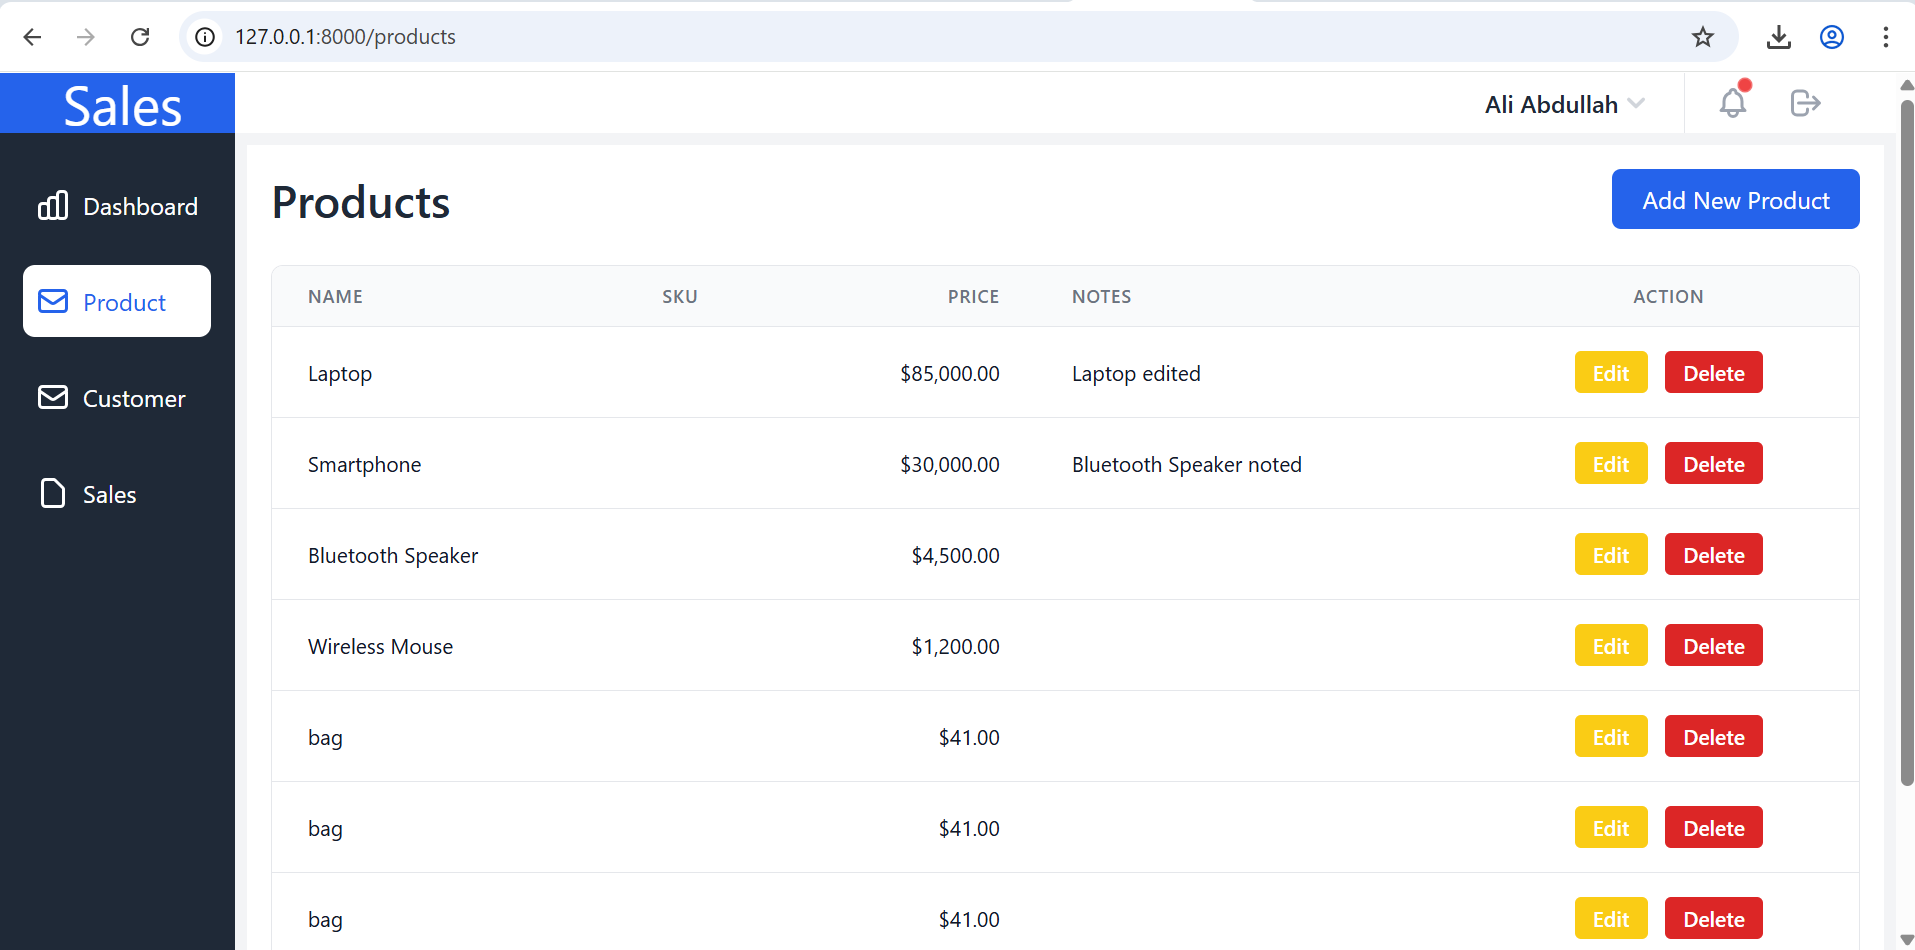 127.0.0.1:8000/products
Sales
Ali Abdullah
Dashboard
Product
Customer
Sales
Products
Add New Product
NAME SKU PRICE NOTES ACTION
Laptop $85,000.00 Laptop edited Edit Delete
Smartphone $30,000.00 Bluetooth Speaker noted Edit Delete
Bluetooth Speaker $4,500.00 Edit Delete
Wireless Mouse $1,200.00 Edit Delete
bag $41.00 Edit Delete
bag $41.00 Edit Delete
bag $41.00 Edit Delete